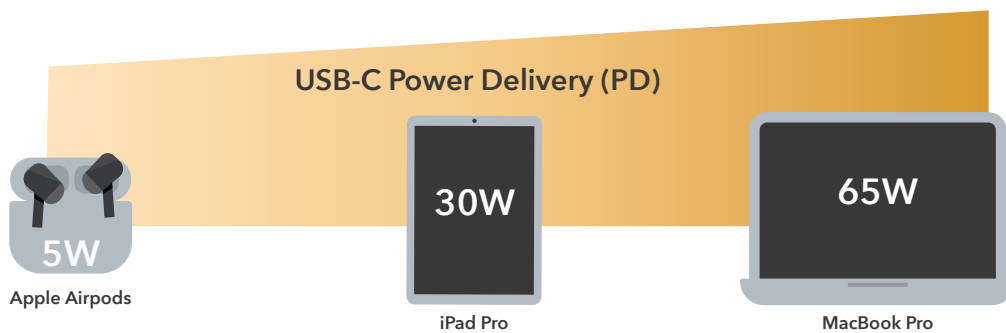 USB-C Power Delivery (PD)
5W
30W
65W
Apple Airpods
iPad Pro
MacBook Pro